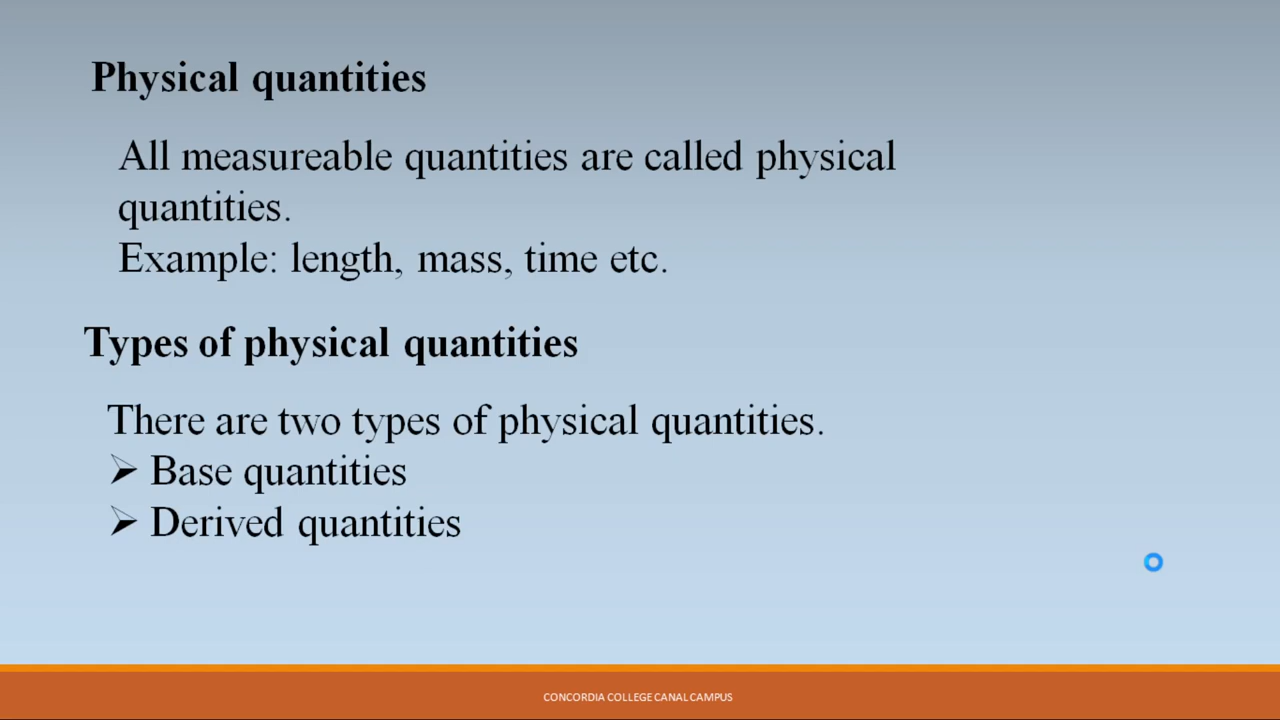 Physical quantities
All measureable quantities are called physical
quantities.
Example: length, mass, time etc.
Types of physical quantities
There are two types of physical quantities.
➢ Base quantities
➢ Derived quantities
CONCORDIA COLLEGE CANAL CAMPUS